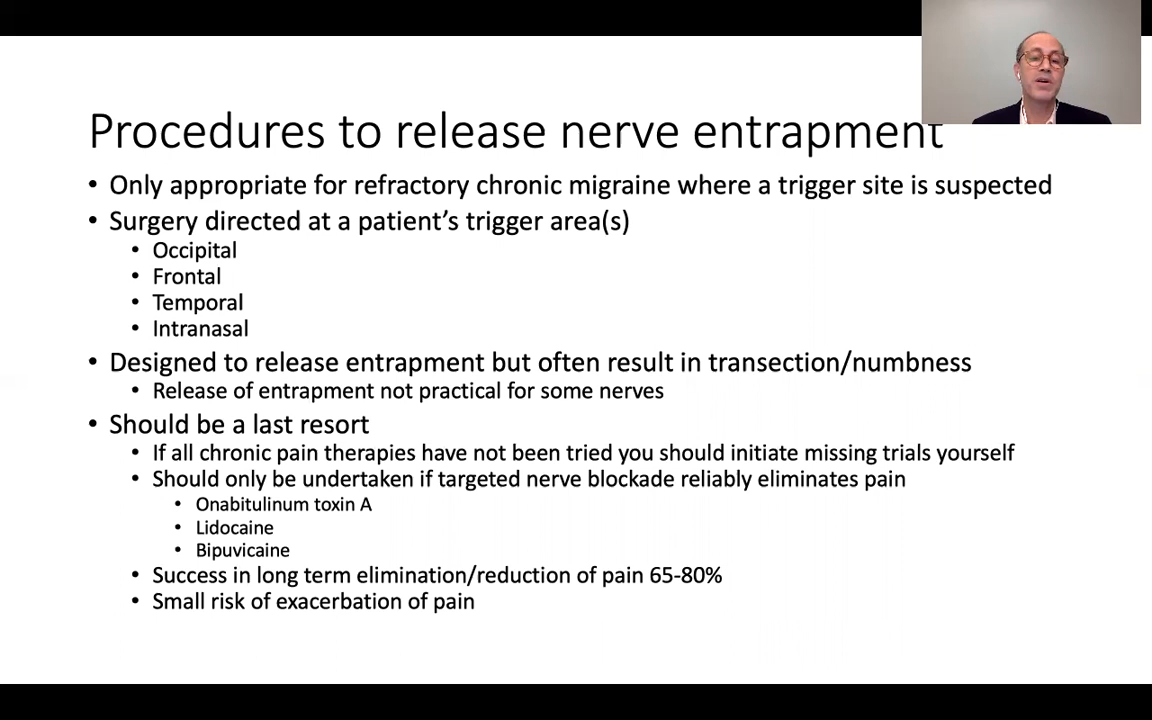 Procedures to release nerve entrapment
• Only appropriate for refractory chronic migraine where a trigger site is suspected
• Surgery directed at a patient's trigger area(s)
• Occipital
• Frontal
• Temporal
• Intranasal
• Designed to release entrapment but often result in transection/numbness
• Release of entrapment not practical for some nerves
• Should be a last resort
• If all chronic pain therapies have not been tried you should initiate missing trials yourself
• Should only be undertaken if targeted nerve blockade reliably eliminates pain
• Onabitulinum toxin A
• Lidocaine
• Bipuvicaine
• Success in long term elimination/reduction of pain 65-80%
• Small risk of exacerbation of pain